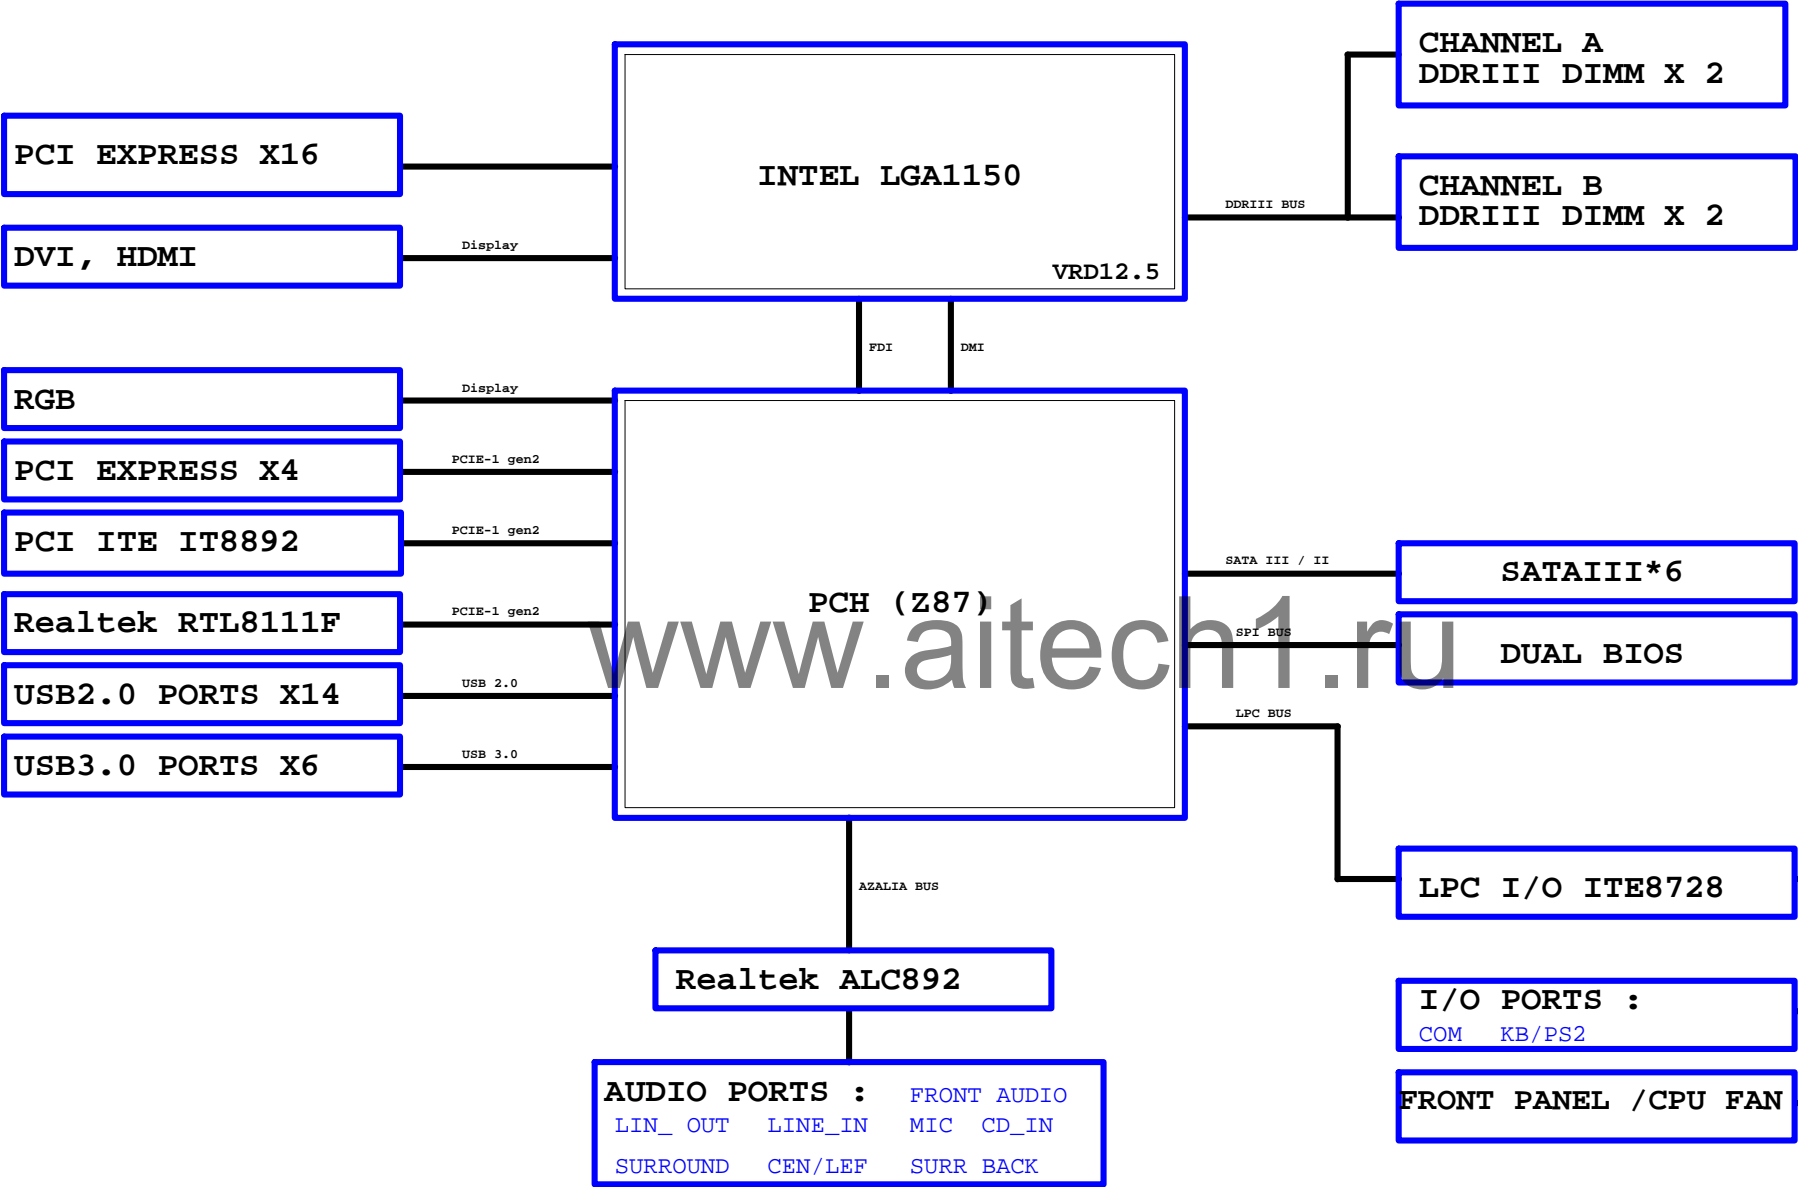 CHANNEL A
DDRIII DIMM X 2
PCI EXPRESS X16
INTEL LGA1150
CHANNEL B
DDRIII DIMM X 2
DDRIII BUS
DVI, HDMI
Display
VRD12.5
FDI
DMI
RGB
Display
PCI EXPRESS X4
PCIE-1 gen2
PCI ITE IT8892
PCIE-1 gen2
SATA III / II
SATAIII*6
PCH (Z87)
Realtek RTL8111F
PCIE-1 gen2
www.aitech1.ru
SPI BUS
DUAL BIOS
USB2.0 PORTS X14
USB 2.0
LPC BUS
USB3.0 PORTS X6
USB 3.0
AZALIA BUS
LPC I/O ITE8728
Realtek ALC892
I/O PORTS :
COM KB/PS2
AUDIO PORTS : FRONT AUDIO
LIN_ OUT LINE_IN MIC CD_IN
SURROUND CEN/LEF SURR BACK
FRONT PANEL /CPU FAN